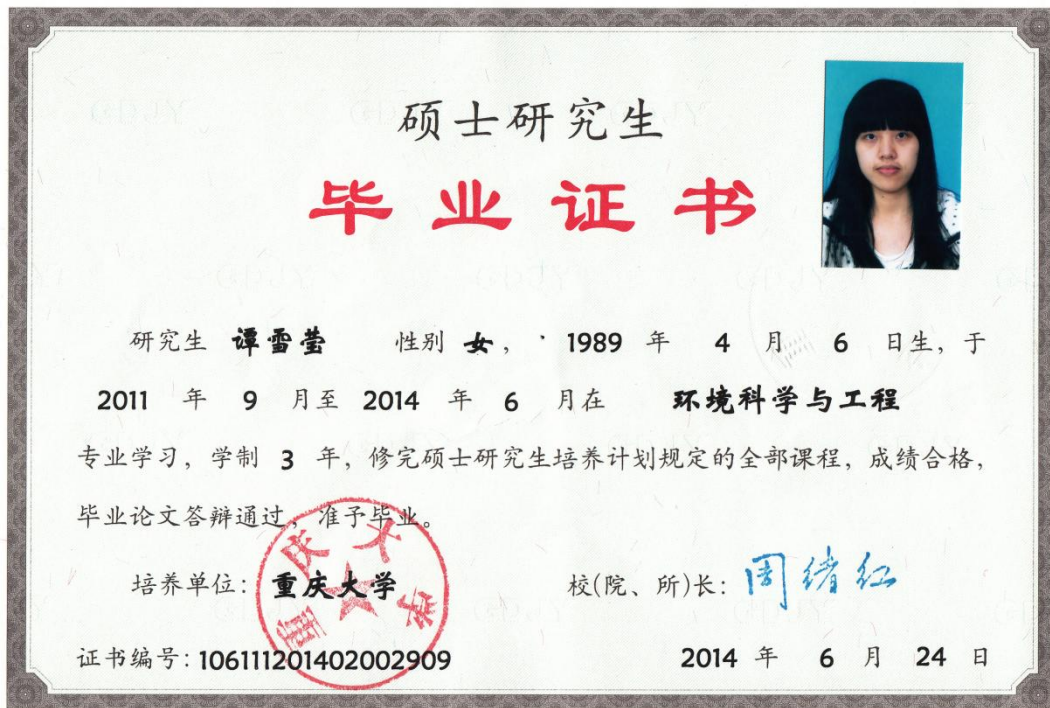 硕士研究生
毕业证书
研究生 谭雪莹 性别 女, 1989 年 4 月 6 日生, 于
2011 年 9 月至 2014 年 6 月在 环境科学与工程
专业学习, 学制 3 年, 修完硕士研究生培养计划规定的全部课程, 成绩合格,
毕业论文答辩通过, 准予毕业。
培养单位: 重庆大学
校(院、所)长: 周绪红
重庆大学
证书编号: 106111201402002909
2014 年 6 月 24 日